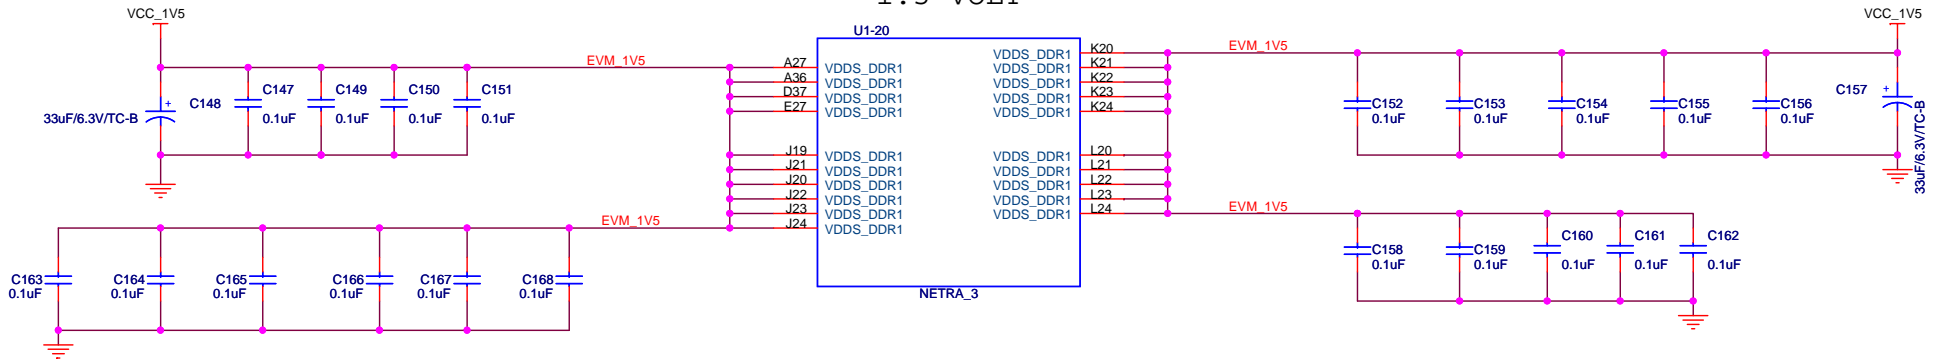 VCC_1V5
C148
33uF/6.3V/TC-B
+
C147
0.1uF
C149
0.1uF
C150
0.1uF
C151
0.1uF
EVM_1V5
U1-20
A27 VDDS_DDR1
A36 VDDS_DDR1
D37 VDDS_DDR1
E27 VDDS_DDR1
J19 VDDS_DDR1
J21 VDDS_DDR1
J20 VDDS_DDR1
J22 VDDS_DDR1
J23 VDDS_DDR1
J24 VDDS_DDR1
VDDS_DDR1 K20
VDDS_DDR1 K21
VDDS_DDR1 K22
VDDS_DDR1 K23
VDDS_DDR1 K24
VDDS_DDR1 L20
VDDS_DDR1 L21
VDDS_DDR1 L22
VDDS_DDR1 L23
VDDS_DDR1 L24
NETRA_3
EVM_1V5
C152
0.1uF
C153
0.1uF
C154
0.1uF
C155
0.1uF
C156
0.1uF
VCC_1V5
C157
+
33uF/6.3V/TC-B
EVM_1V5
C163
0.1uF
C164
0.1uF
C165
0.1uF
C166
0.1uF
C167
0.1uF
C168
0.1uF
EVM_1V5
C158
0.1uF
C159
0.1uF
C160
0.1uF
C161
0.1uF
C162
0.1uF